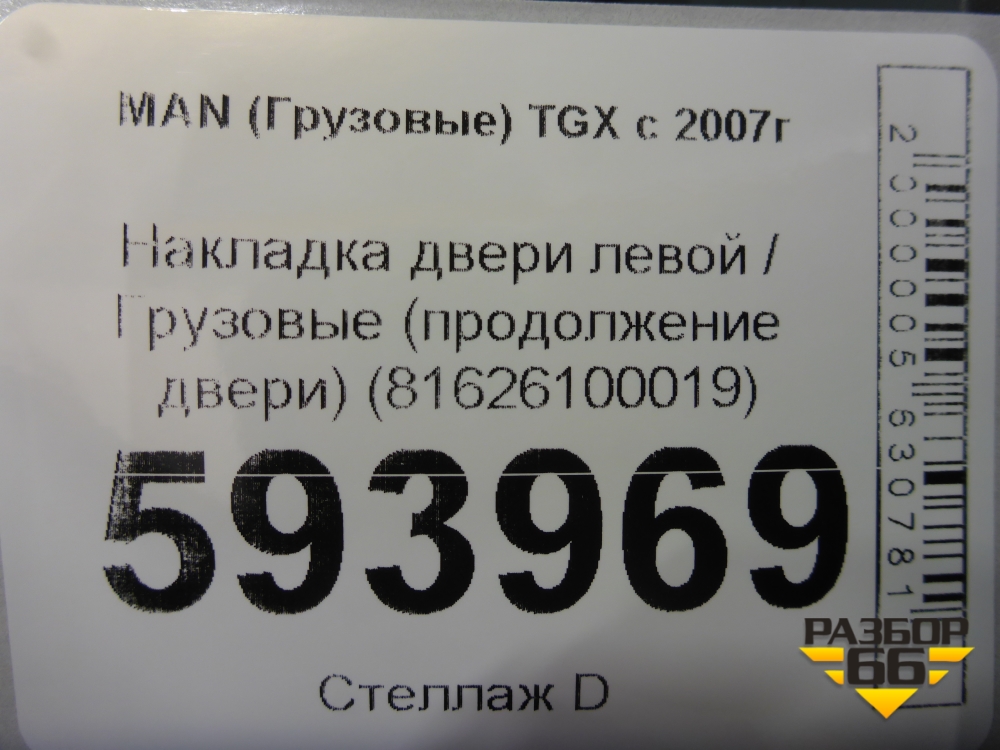 MAN (Грузовые) TGX с 2007г
Накладка двери левой /
Грузовые (продолжение
двери) (81626100019)
593969
Стеллаж D
2000005630781
РАЗБОР
66